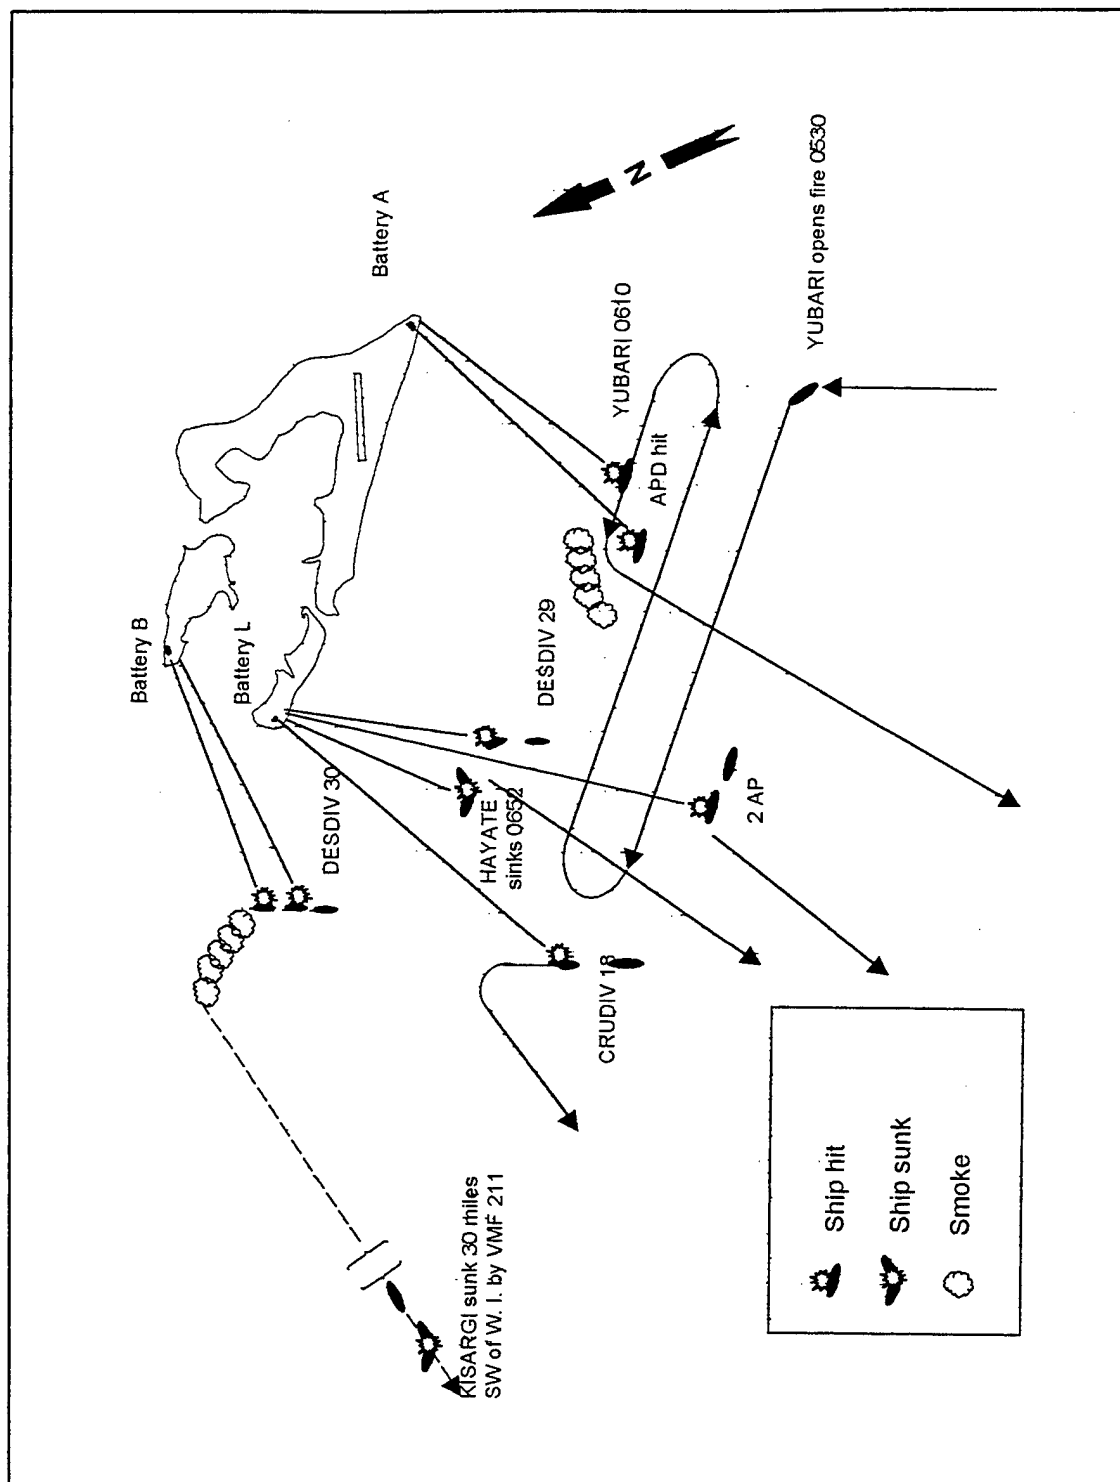 Battery B
Battery L
DESDIV 30
Battery A
KISARGI sunk 30 miles
SW of W. I. by VMF 211
HAYATE
sinks 0652
DESDIV 29
CRUDIV 18
YUBARI 0610
N
APD hit
2 AP
YUBARI opens fire 0530
Ship hit
Ship sunk
Smoke